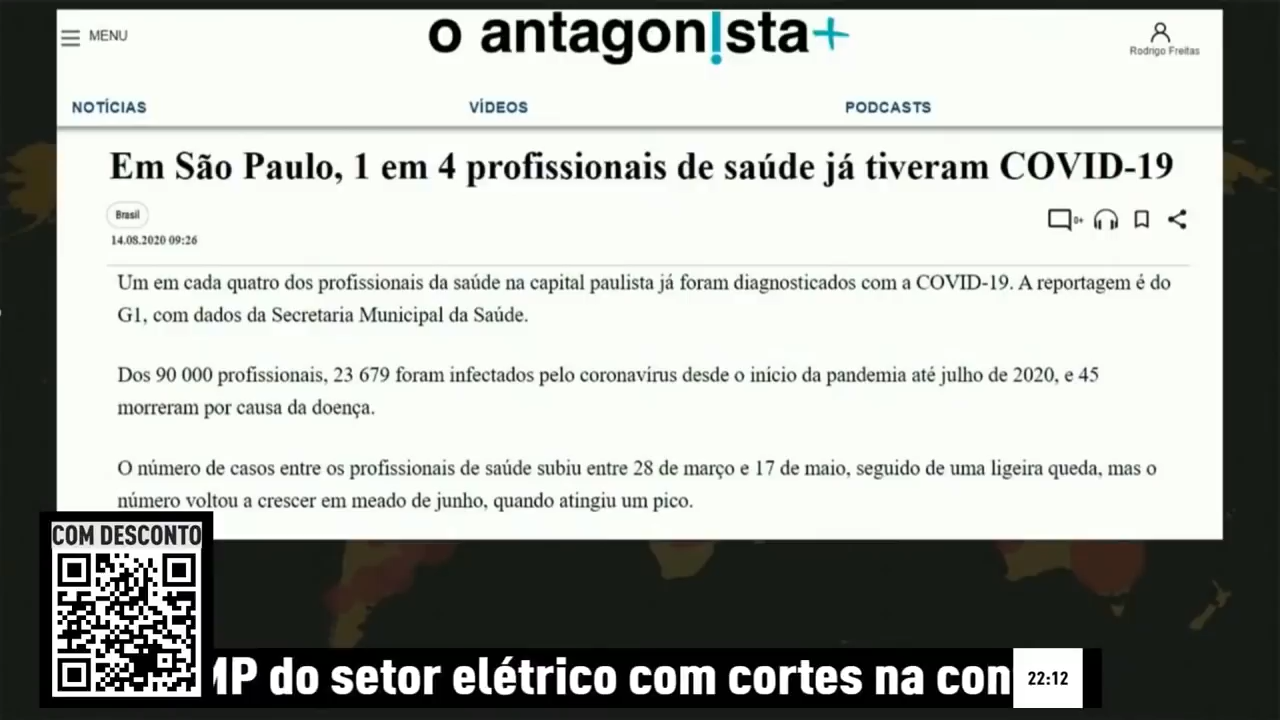 MENU
o antagon!sta+
Rodrigo Freitas
NOTÍCIAS
VÍDEOS
PODCASTS
Em São Paulo, 1 em 4 profissionais de saúde já tiveram COVID-19
Brasil
0+
14.08.2020 09:26
Um em cada quatro dos profissionais da saúde na capital paulista já foram diagnosticados com a COVID-19. A reportagem é do
G1, com dados da Secretaria Municipal da Saúde.
Dos 90 000 profissionais, 23 679 foram infectados pelo coronavírus desde o início da pandemia até julho de 2020, e 45
morreram por causa da doença.
O número de casos entre os profissionais de saúde subiu entre 28 de março e 17 de maio, seguido de uma ligeira queda, mas o
número voltou a crescer em meado de junho, quando atingiu um pico.
COM DESCONTO
MP do setor elétrico com cortes na con
22:12